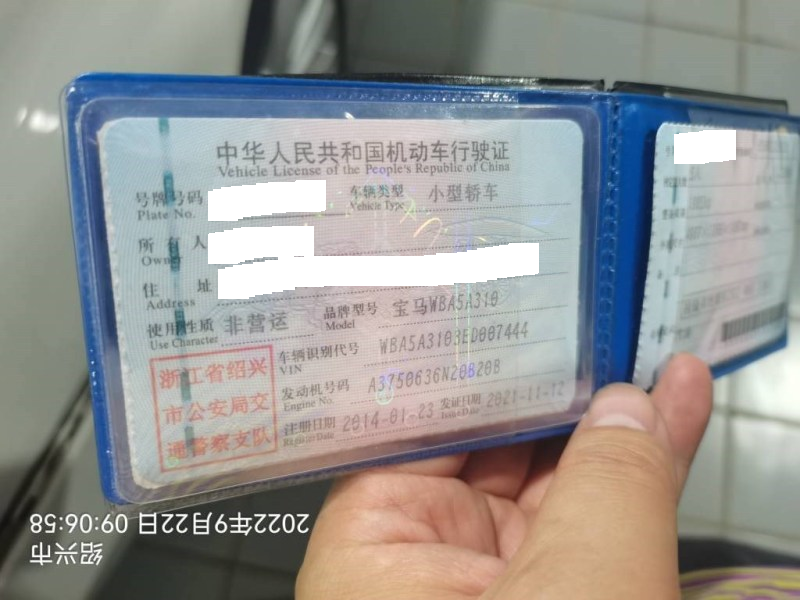 中华人民共和国机动车行驶证
Vehicle License of the People's Republic of China
号牌号码 车辆类型 小型轿车
Plate No. Vehicle Type
所有人
Owner
住址
Address
使用性质 非营运 品牌型号 宝马WBA5A310
Use Character Model
车辆识别代号 WBA5A3103ED007444
VIN
发动机号码 A3750636N20B20B
Engine No.
注册日期 2014-01-23 发证日期 2021-11-12
Register Date Issue Date
浙江省绍兴
市公安局交
通警察支队
2022年9月22日 09:06:58
绍兴市